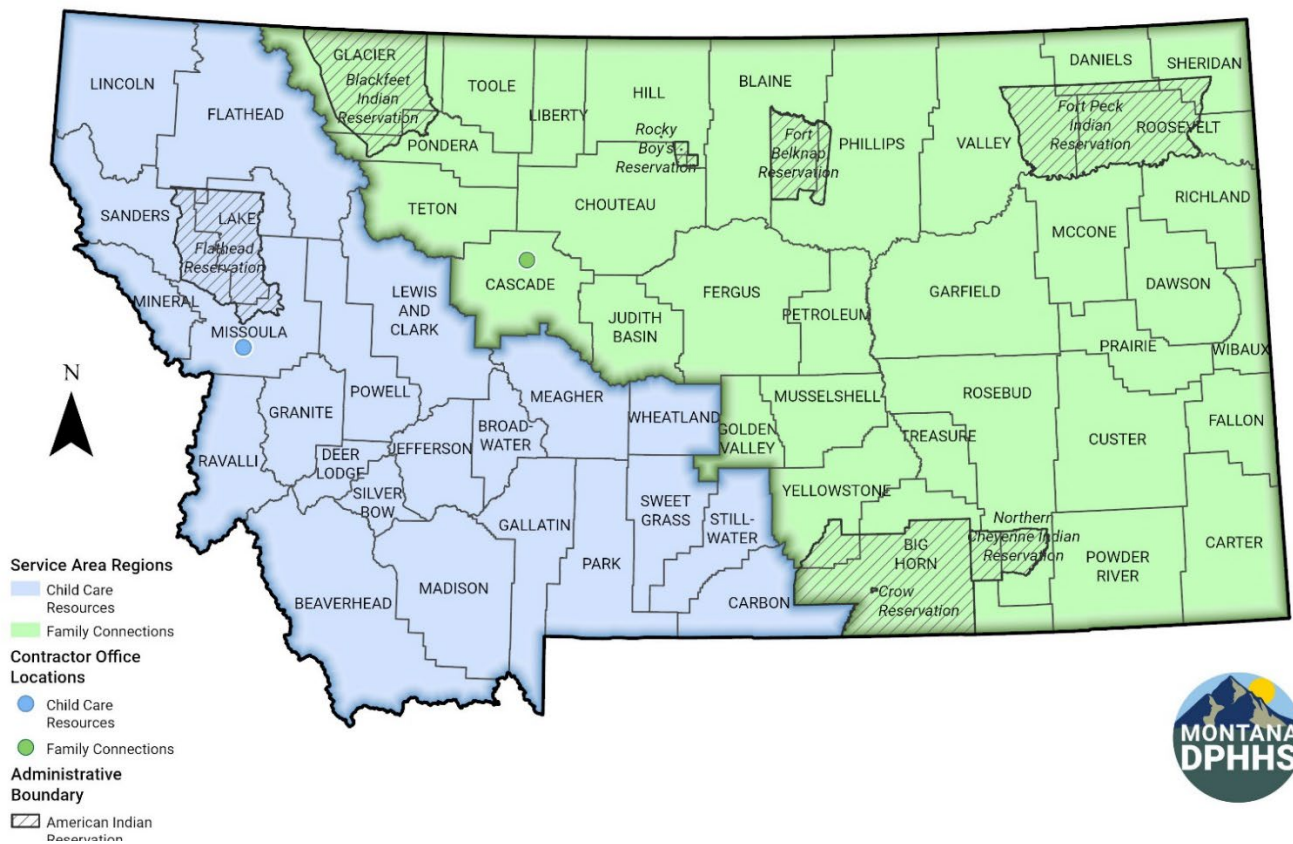 GLACIER
Blackfeet
Indian
Reservation
LINCOLN
FLATHEAD
TOOLE
LIBERTY
HILL
Rocky
Boy's
Reservation
BLAINE
Fort
Belknap
Reservation
PHILLIPS
VALLEY
DANIELS
SHERIDAN
Fort Peck
Indian
Reservation
ROOSEVELT
PONDERA
TETON
CHOUTEAU
RICHLAND
SANDERS
LAKE
Flathead
Reservation
MCCONE
DAWSON
CASCADE
JUDITH
BASIN
FERGUS
PETROLEUM
GARFIELD
MINERAL
MISSOULA
LEWIS
AND
CLARK
PRAIRIE
WIBAUX
N
POWELL
GRANITE
MEAGHER
WHEATLAND
GOLDEN
VALLEY
MUSSELSHELL
ROSEBUD
TREASURE
CUSTER
FALLON
RAVALLI
DEER
LODGE
JEFFERSON
BROAD-
WATER
SILVER
BOW
GALLATIN
PARK
SWEET
GRASS
STILL-
WATER
YELLOWSTONE
BIG
HORN
Crow
Reservation
Northern
Cheyenne Indian
Reservation
POWDER
RIVER
CARTER
BEAVERHEAD
MADISON
CARBON
Service Area Regions
Child Care
Resources
Family Connections
Contractor Office
Locations
Child Care
Resources
Family Connections
Administrative
Boundary
American Indian
Reservation
MONTANA
DPHHS